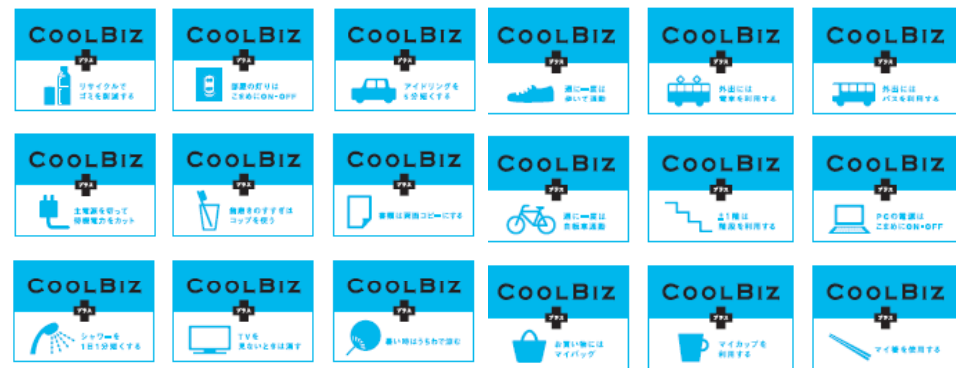 COOLBIZ
プラス
リサイクルで
ゴミを削減する
COOLBIZ
プラス
部屋の灯りは
こまめにON・OFF
COOLBIZ
プラス
アイドリングを
5分短くする
COOLBIZ
プラス
週に一度は
歩いて通勤
COOLBIZ
プラス
外出には
電車を利用する
COOLBIZ
プラス
外出には
バスを利用する
COOLBIZ
プラス
主電源を切って
待機電力をカット
COOLBIZ
プラス
歯磨きのすすぎは
コップを使う
COOLBIZ
プラス
書類は両面コピーにする
COOLBIZ
プラス
週に一度は
自転車通勤
COOLBIZ
プラス
±1階は
階段を利用する
COOLBIZ
プラス
PCの電源は
こまめにON・OFF
COOLBIZ
プラス
シャワーを
1日1分短くする
COOLBIZ
プラス
TVを
見ないときは消す
COOLBIZ
プラス
暑い時はうちわで涼む
COOLBIZ
プラス
お買い物には
マイバッグ
COOLBIZ
プラス
マイカップを
利用する
COOLBIZ
プラス
マイ箸を使用する